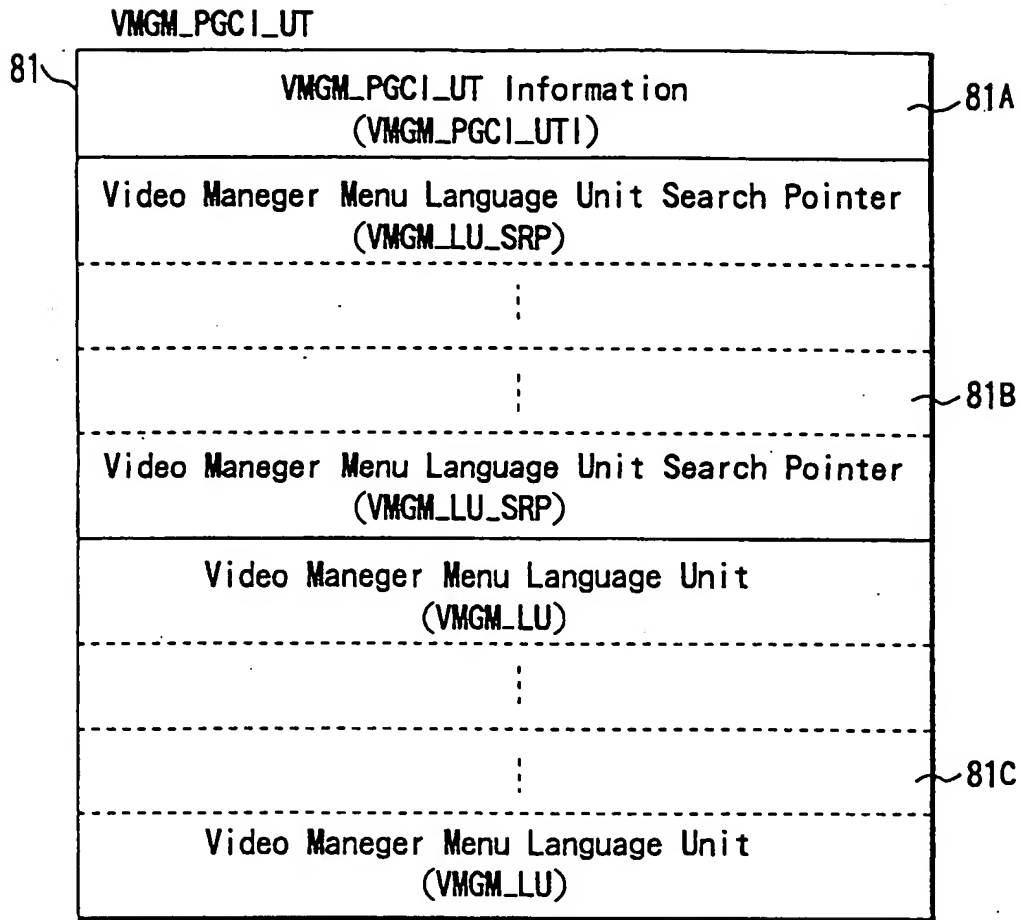 VMGM_PGCI_UT
81
VMGM_PGCI_UT Information
(VMGM_PGCI_UTI)
81A
Video Maneger Menu Language Unit Search Pointer
(VMGM_LU_SRP)
81B
Video Maneger Menu Language Unit Search Pointer
(VMGM_LU_SRP)
Video Maneger Menu Language Unit
(VMGM_LU)
81C
Video Maneger Menu Language Unit
(VMGM_LU)